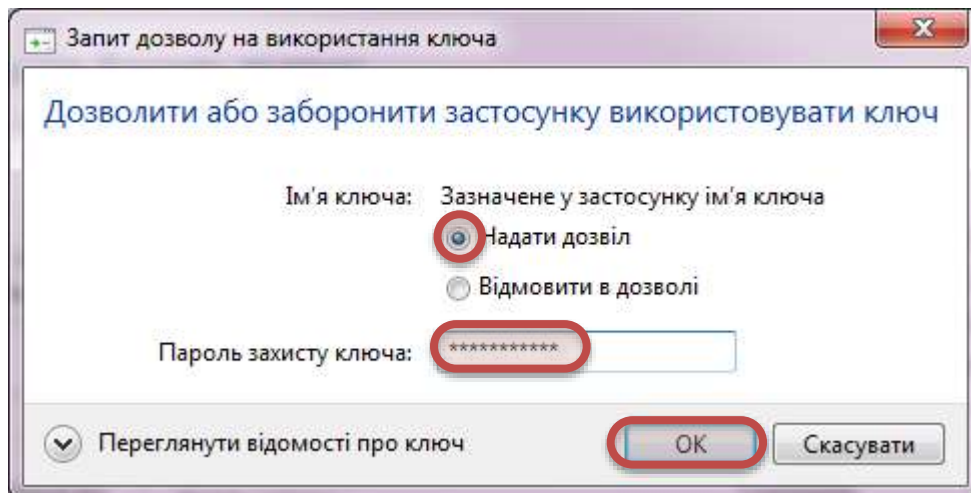 Запит дозволу на використання ключа
Дозволити або заборонити застосунку використовувати ключ
Ім'я ключа: Зазначене у застосунку ім'я ключа
Надати дозвіл
Відмовити в дозволі
Пароль захисту ключа: ***********
Переглянути відомості про ключ ОК Скасувати